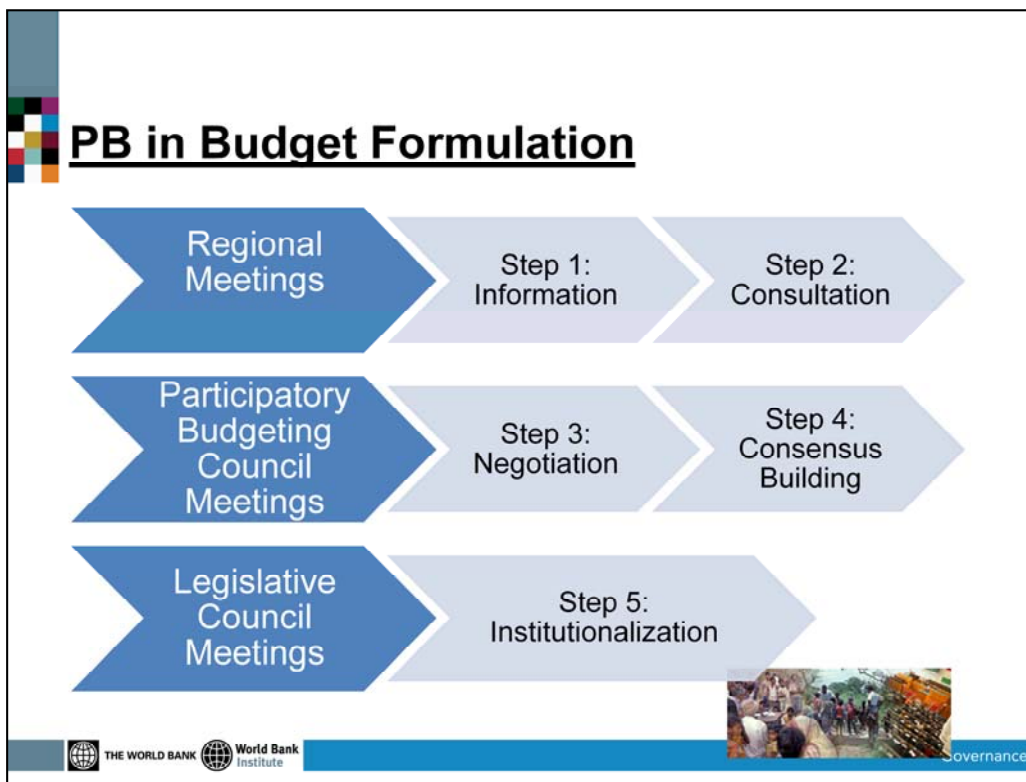 PB in Budget Formulation
Regional
Meetings
Step 1:
Information
Step 2:
Consultation
Participatory
Budgeting
Council
Meetings
Step 3:
Negotiation
Step 4:
Consensus
Building
Legislative
Council
Meetings
Step 5:
Institutionalization
THE WORLD BANK
World Bank
Institute
Governance